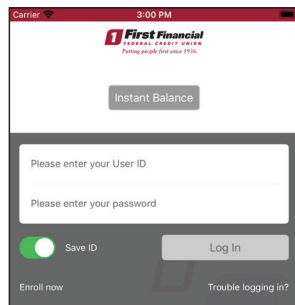 Carrier 3:00 PM
1 First Financial
FEDERAL CREDIT UNION
Putting people first since 1936.
Instant Balance
Please enter your User ID
Please enter your password
Save ID Log In
Enroll now Trouble logging in?